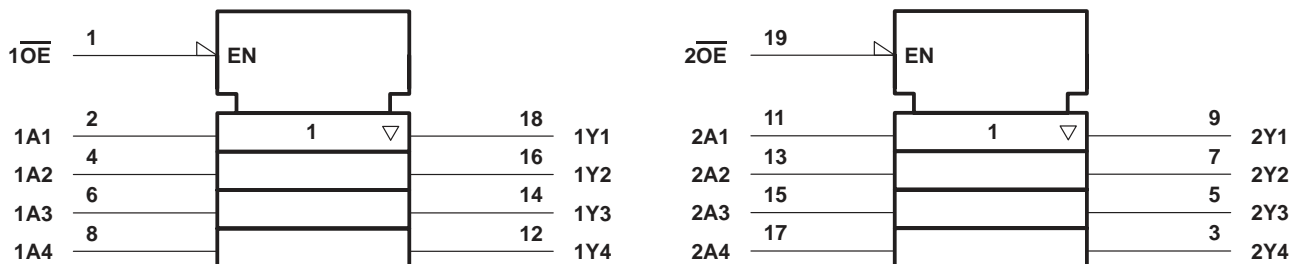 1O̅E̅ 1 EN
1A1 2 1 ▽ 18 1Y1
1A2 4 16 1Y2
1A3 6 14 1Y3
1A4 8 12 1Y4
2O̅E̅ 19 EN
2A1 11 1 ▽ 9 2Y1
2A2 13 7 2Y2
2A3 15 5 2Y3
2A4 17 3 2Y4